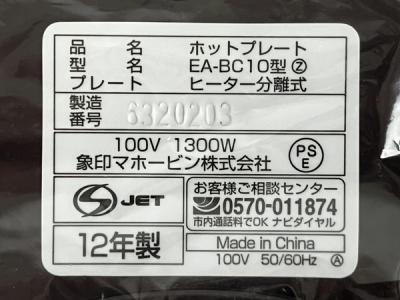 品名 ホットプレート
型名 EA-BC10型 Ⓩ
プレート ヒーター分離式
製造番号 6320203
100V 1300W
象印マホービン株式会社
PS
E
S JET
お客様ご相談センター
0570-011874
市内通話料でOK ナビダイヤル
12年製
Made in China
100V 50/60Hz Ⓐ